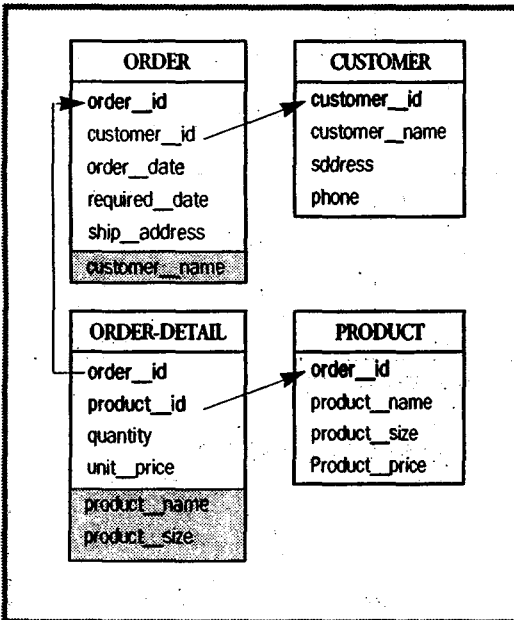 ORDER
order__id
customer__id
order__date
required__date
ship__address
customer__name
CUSTOMER
customer__id
customer__name
sddress
phone
ORDER-DETAIL
order__id
product__id
quantity
unit__price
product__name
product__size
PRODUCT
order__id
product__name
product__size
Product__price